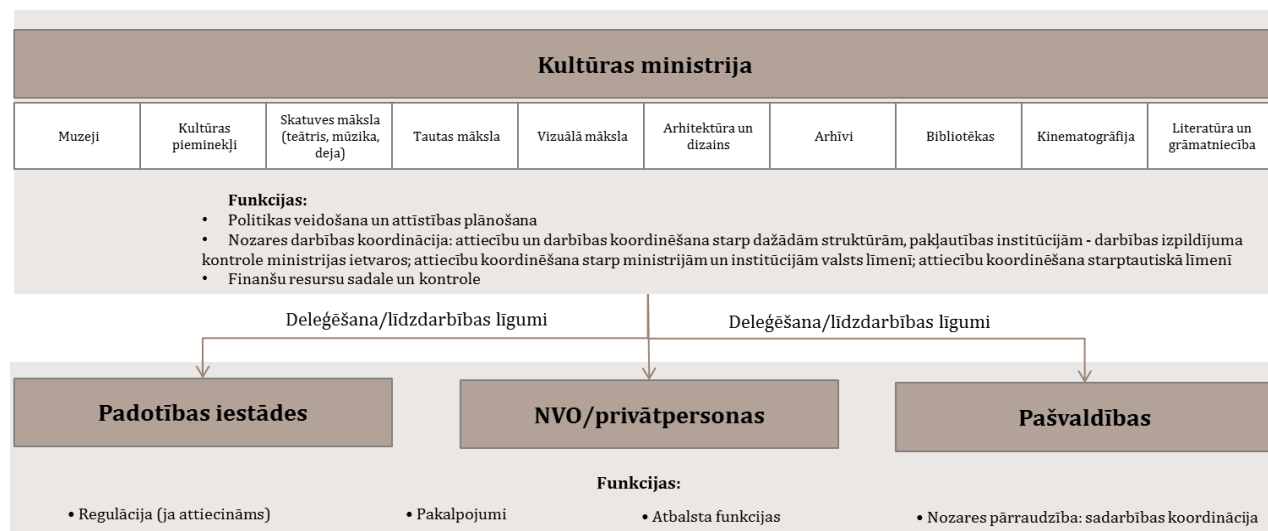 Kultūras ministrija
Muzeji
Kultūras
pieminekļi
Skatuves māksla
(teātris, mūzika,
deja)
Tautas māksla
Vizuālā māksla
Arhitektūra un
dizains
Arhīvi
Bibliotēkas
Kinematogrāfija
Literatūra un
grāmatniecība
Funkcijas:
• Politikas veidošana un attīstības plānošana
• Nozares darbības koordinācija: attiecību un darbības koordinēšana starp dažādām struktūrām, pakļautības institūcijām - darbības izpildījuma
kontrole ministrijas ietvaros; attiecību koordinēšana starp ministrijām un institūcijām valsts līmenī; attiecību koordinēšana starptautiskā līmenī
• Finanšu resursu sadale un kontrole
Deleģēšana/līdzdarbības līgumi
Deleģēšana/līdzdarbības līgumi
Padotības iestādes
NVO/privātpersonas
Pašvaldības
Funkcijas:
• Regulācija (ja attiecināms)
• Pakalpojumi
• Atbalsta funkcijas
• Nozares pārraudzība: sadarbības koordinācija